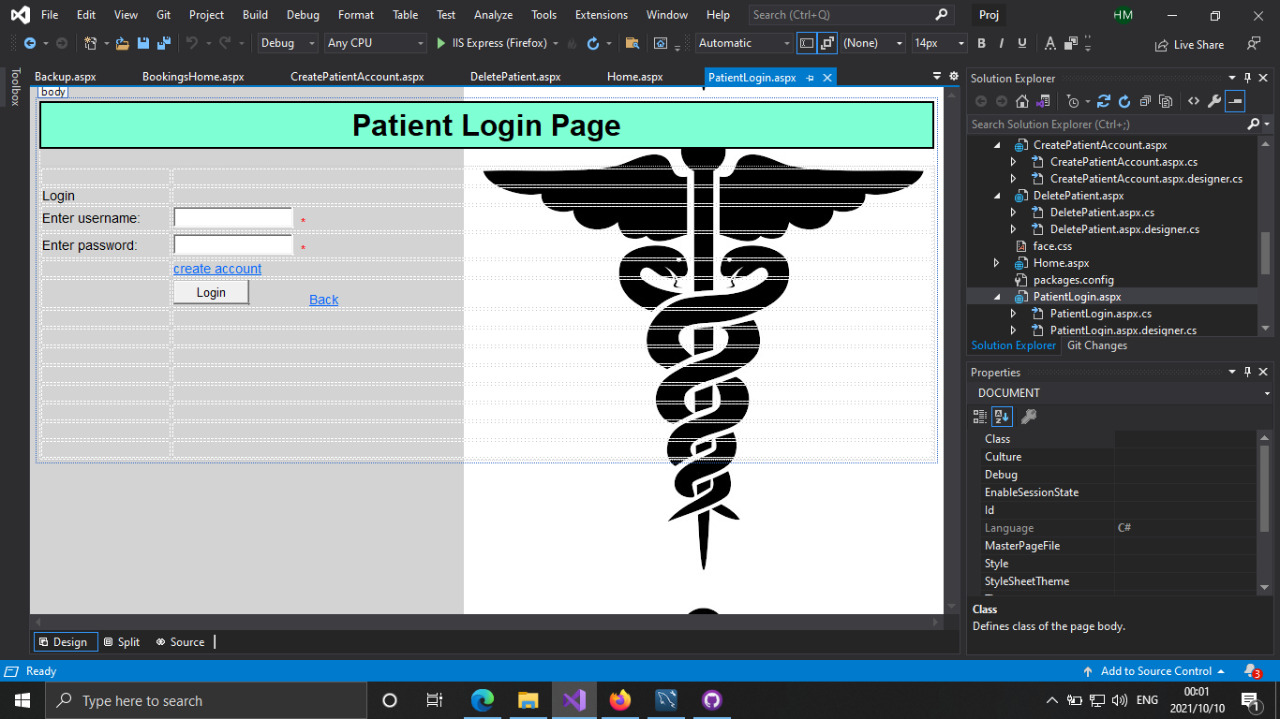 File Edit View Git Project Build Debug Format Table Test Analyze Tools Extensions Window Help Search (Ctrl+Q) Proj HM
Debug Any CPU IIS Express (Firefox) Automatic (None) 14px B I U A Live Share
Toolbox
Backup.aspx BookingsHome.aspx CreatePatientAccount.aspx DeletePatient.aspx Home.aspx PatientLogin.aspx
body
Patient Login Page
Login
Enter username: *
Enter password: *
create account
Login Back
Design Split Source
Solution Explorer
Search Solution Explorer (Ctrl+;)
CreatePatientAccount.aspx
CreatePatientAccount.aspx.cs
CreatePatientAccount.aspx.designer.cs
DeletePatient.aspx
DeletePatient.aspx.cs
DeletePatient.aspx.designer.cs
face.css
Home.aspx
packages.config
PatientLogin.aspx
PatientLogin.aspx.cs
PatientLogin.aspx.designer.cs
Solution Explorer Git Changes
Properties
DOCUMENT
Class
Culture
Debug
EnableSessionState
Id
Language C#
MasterPageFile
Style
StyleSheetTheme
Class
Defines class of the page body.
Ready Add to Source Control 3
Type here to search ENG 00:01
2021/10/10 1